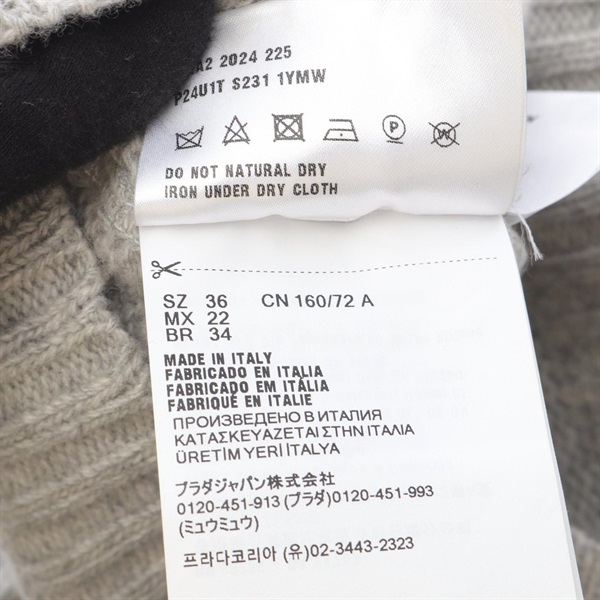 A2 2024 225
P24U1T S231 1YMW
P
W
DO NOT NATURAL DRY
IRON UNDER DRY CLOTH
SZ 36 CN 160/72 A
MX 22
BR 34
MADE IN ITALY
FABRICADO EN ITALIA
FABRICADO EM ITÁLIA
FABRIQUÉ EN ITALIE
ПРОИЗВЕДЕНО В ИТАЛИЯ
ΚΑΤΑΣΚΕΥΑΖΕΤΑΙ ΣΤΗΝ ΙΤΑΛΙΑ
ÜRETİM YERİ İTALYA
プラダジャパン株式会社
0120-451-913 (プラダ)0120-451-993
(ミュウミュウ)
프라다코리아 (유)02-3443-2323